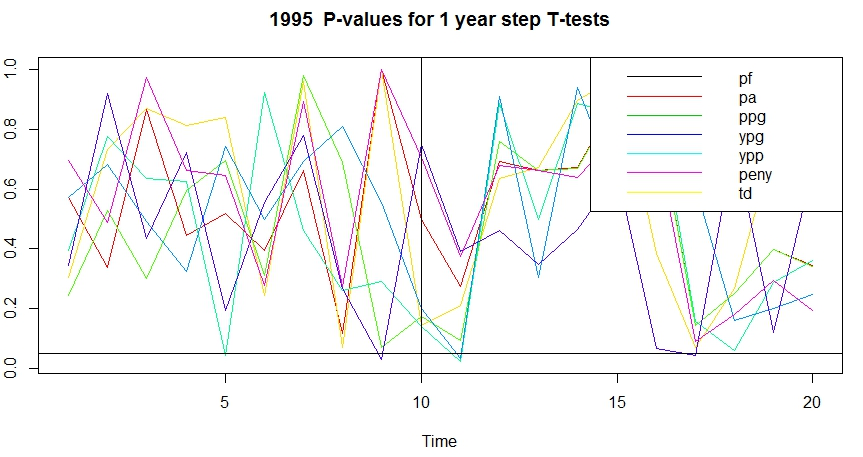 1995 P-values for 1 year step T-tests
pf
pa
ppg
ypg
ypp
peny
td
1.0
0.8
0.6
0.4
0.2
0.0
5 10 15 20
Time